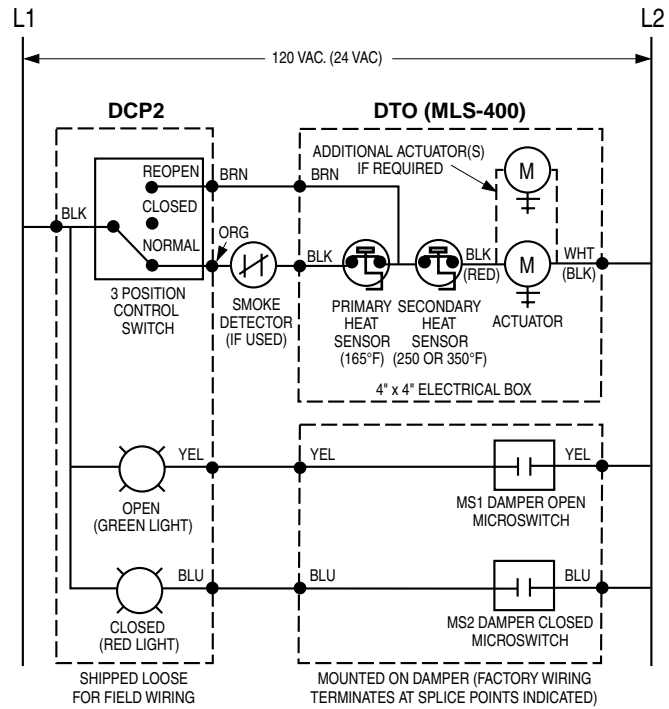 L1
L2
120 VAC. (24 VAC)
DCP2
DTO (MLS-400)
REOPEN
CLOSED
NORMAL
BLK
3 POSITION
CONTROL
SWITCH
BRN
BRN
ORG
SMOKE
DETECTOR
(IF USED)
ADDITIONAL ACTUATOR(S)
IF REQUIRED
M
BLK
BLK
(RED)
M
WHT
(BLK)
PRIMARY
HEAT
SENSOR
(165°F)
SECONDARY
HEAT
SENSOR
(250 OR 350°F)
ACTUATOR
4" x 4" ELECTRICAL BOX
YEL
YEL
YEL
OPEN
(GREEN LIGHT)
MS1 DAMPER OPEN
MICROSWITCH
BLU
BLU
BLU
CLOSED
(RED LIGHT)
MS2 DAMPER CLOSED
MICROSWITCH
SHIPPED LOOSE
FOR FIELD WIRING
MOUNTED ON DAMPER (FACTORY WIRING
TERMINATES AT SPLICE POINTS INDICATED)